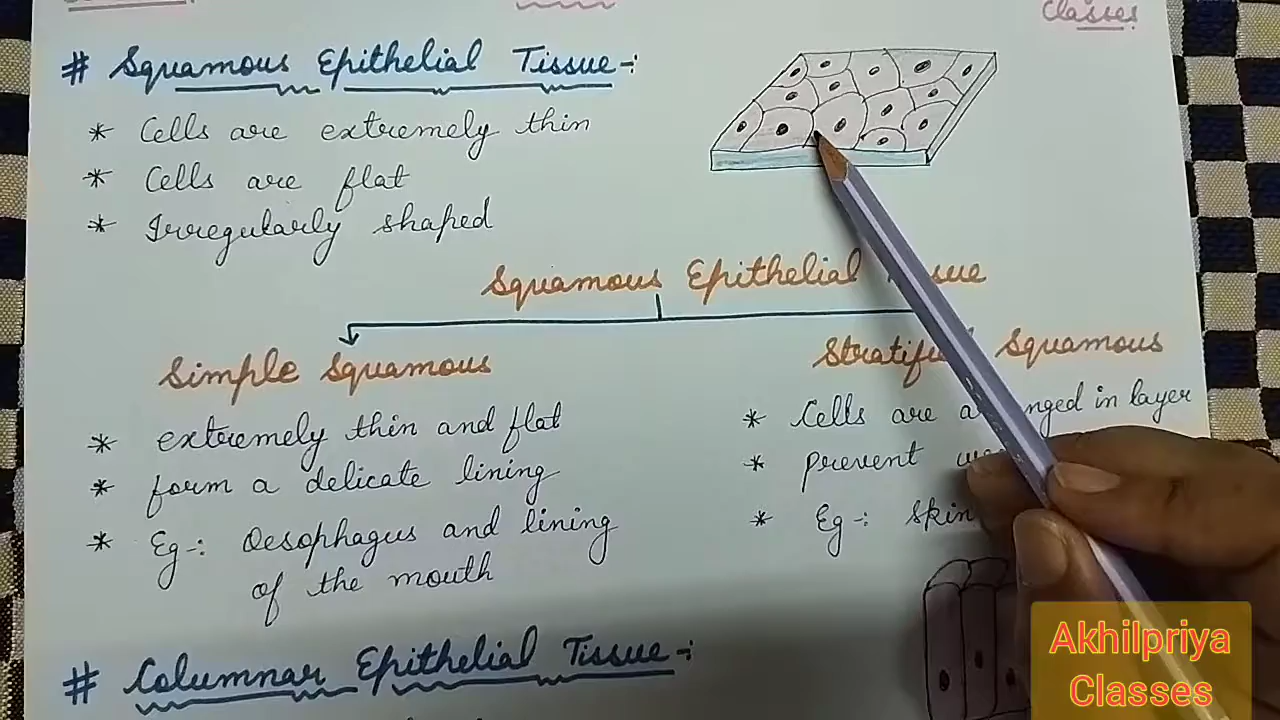 Classes
# Squamous Epithelial Tissue-:
* Cells are extremely thin
* Cells are flat
* Irregularly shaped
Squamous Epithelial
Simple Squamous
* extremely thin and flat
* form a delicate lining
* Eg-: Oesophagus and lining
of the mouth
Squamous
* Cells are in layer
* prevent
* Eg-: Skin
# Columnar Epithelial Tissue-:
Akhilpriya
Classes